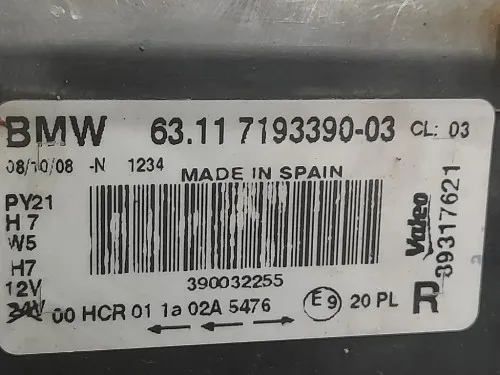 BMW 63.11 7193390-03 CL: 03
08/10/08 -N 1234 MADE IN SPAIN
PY21
H7
W5
H7
12V
24V
390032255
00 HCR 01 1a 02A 5476 E9 20 PL
Valeo
89317621
R